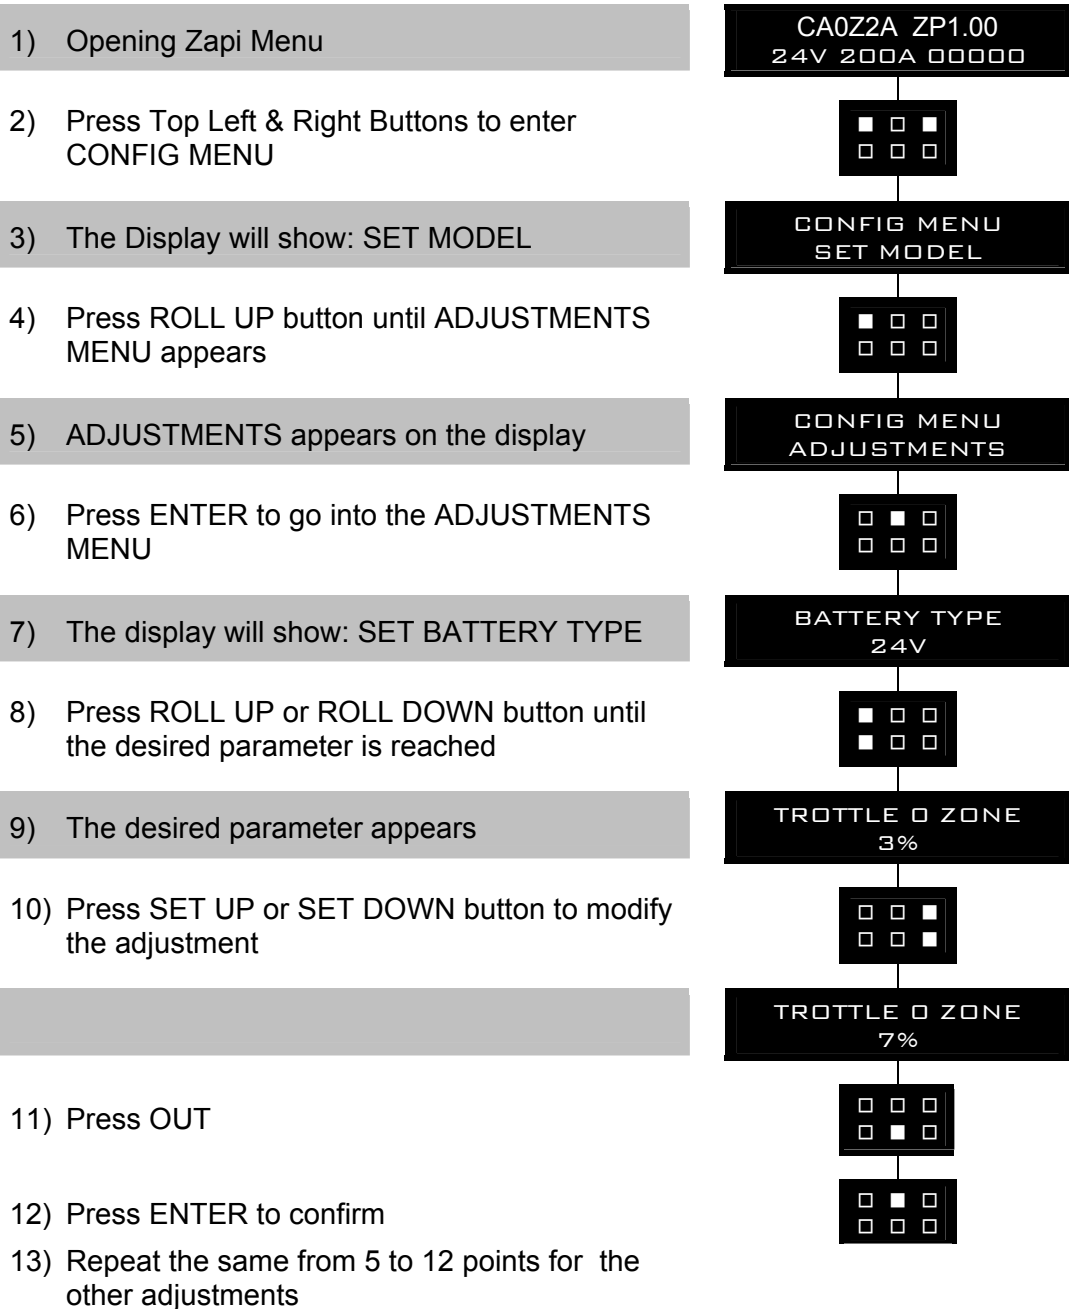 1) Opening Zapi Menu
CA0Z2A ZP1.00
24V 200A 00000
2) Press Top Left & Right Buttons to enter
CONFIG MENU
3) The Display will show: SET MODEL
CONFIG MENU
SET MODEL
4) Press ROLL UP button until ADJUSTMENTS
MENU appears
5) ADJUSTMENTS appears on the display
CONFIG MENU
ADJUSTMENTS
6) Press ENTER to go into the ADJUSTMENTS
MENU
7) The display will show: SET BATTERY TYPE
BATTERY TYPE
24V
8) Press ROLL UP or ROLL DOWN button until
the desired parameter is reached
9) The desired parameter appears
TROTTLE 0 ZONE
3%
10) Press SET UP or SET DOWN button to modify
the adjustment
TROTTLE 0 ZONE
7%
11) Press OUT
12) Press ENTER to confirm
13) Repeat the same from 5 to 12 points for the
other adjustments